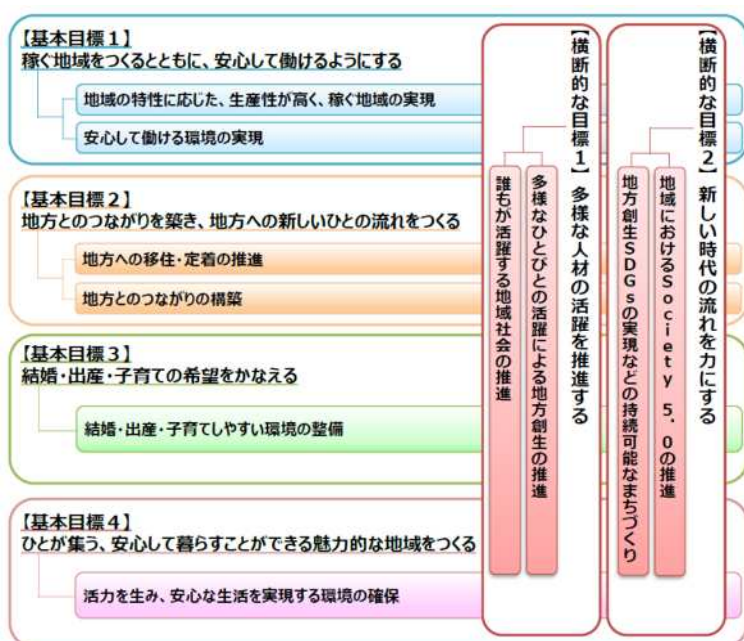 【基本目標1】
稼ぐ地域をつくるとともに、安心して働けるようにする
地域の特性に応じた、生産性が高く、稼ぐ地域の実現
安心して働ける環境の実現
【基本目標2】
地方とのつながりを築き、地方への新しいひとの流れをつくる
地方への移住・定着の推進
地方とのつながりの構築
【基本目標3】
結婚・出産・子育ての希望をかなえる
結婚・出産・子育てしやすい環境の整備
【基本目標4】
ひとが集う、安心して暮らすことができる魅力的な地域をつくる
活力を生み、安心な生活を実現する環境の確保
【横断的な目標1】多様な人材の活躍を推進する
多様なひとびとの活躍による地方創生の推進
誰もが活躍する地域社会の推進
【横断的な目標2】新しい時代の流れを力にする
地域におけるSociety 5.0の推進
地方創生SDGsの実現などの持続可能なまちづくり